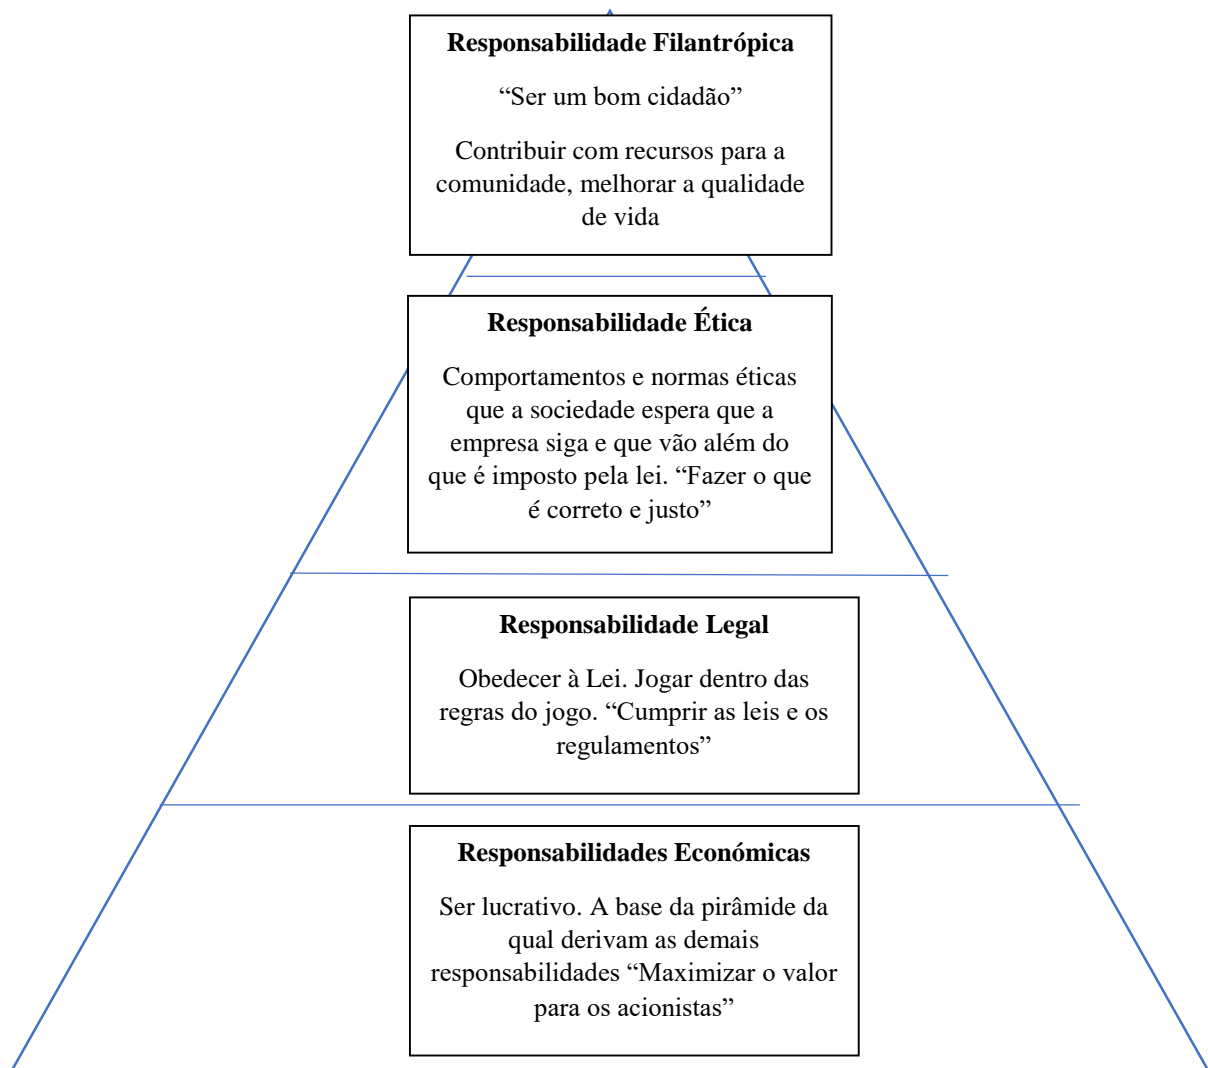 Responsabilidade Filantrópica
“Ser um bom cidadão”
Contribuir com recursos para a
comunidade, melhorar a qualidade
de vida
Responsabilidade Ética
Comportamentos e normas éticas
que a sociedade espera que a
empresa siga e que vão além do
que é imposto pela lei. “Fazer o que
é correto e justo”
Responsabilidade Legal
Obedecer à Lei. Jogar dentro das
regras do jogo. “Cumprir as leis e os
regulamentos”
Responsabilidades Económicas
Ser lucrativo. A base da pirâmide da
qual derivam as demais
responsabilidades “Maximizar o valor
para os acionistas”